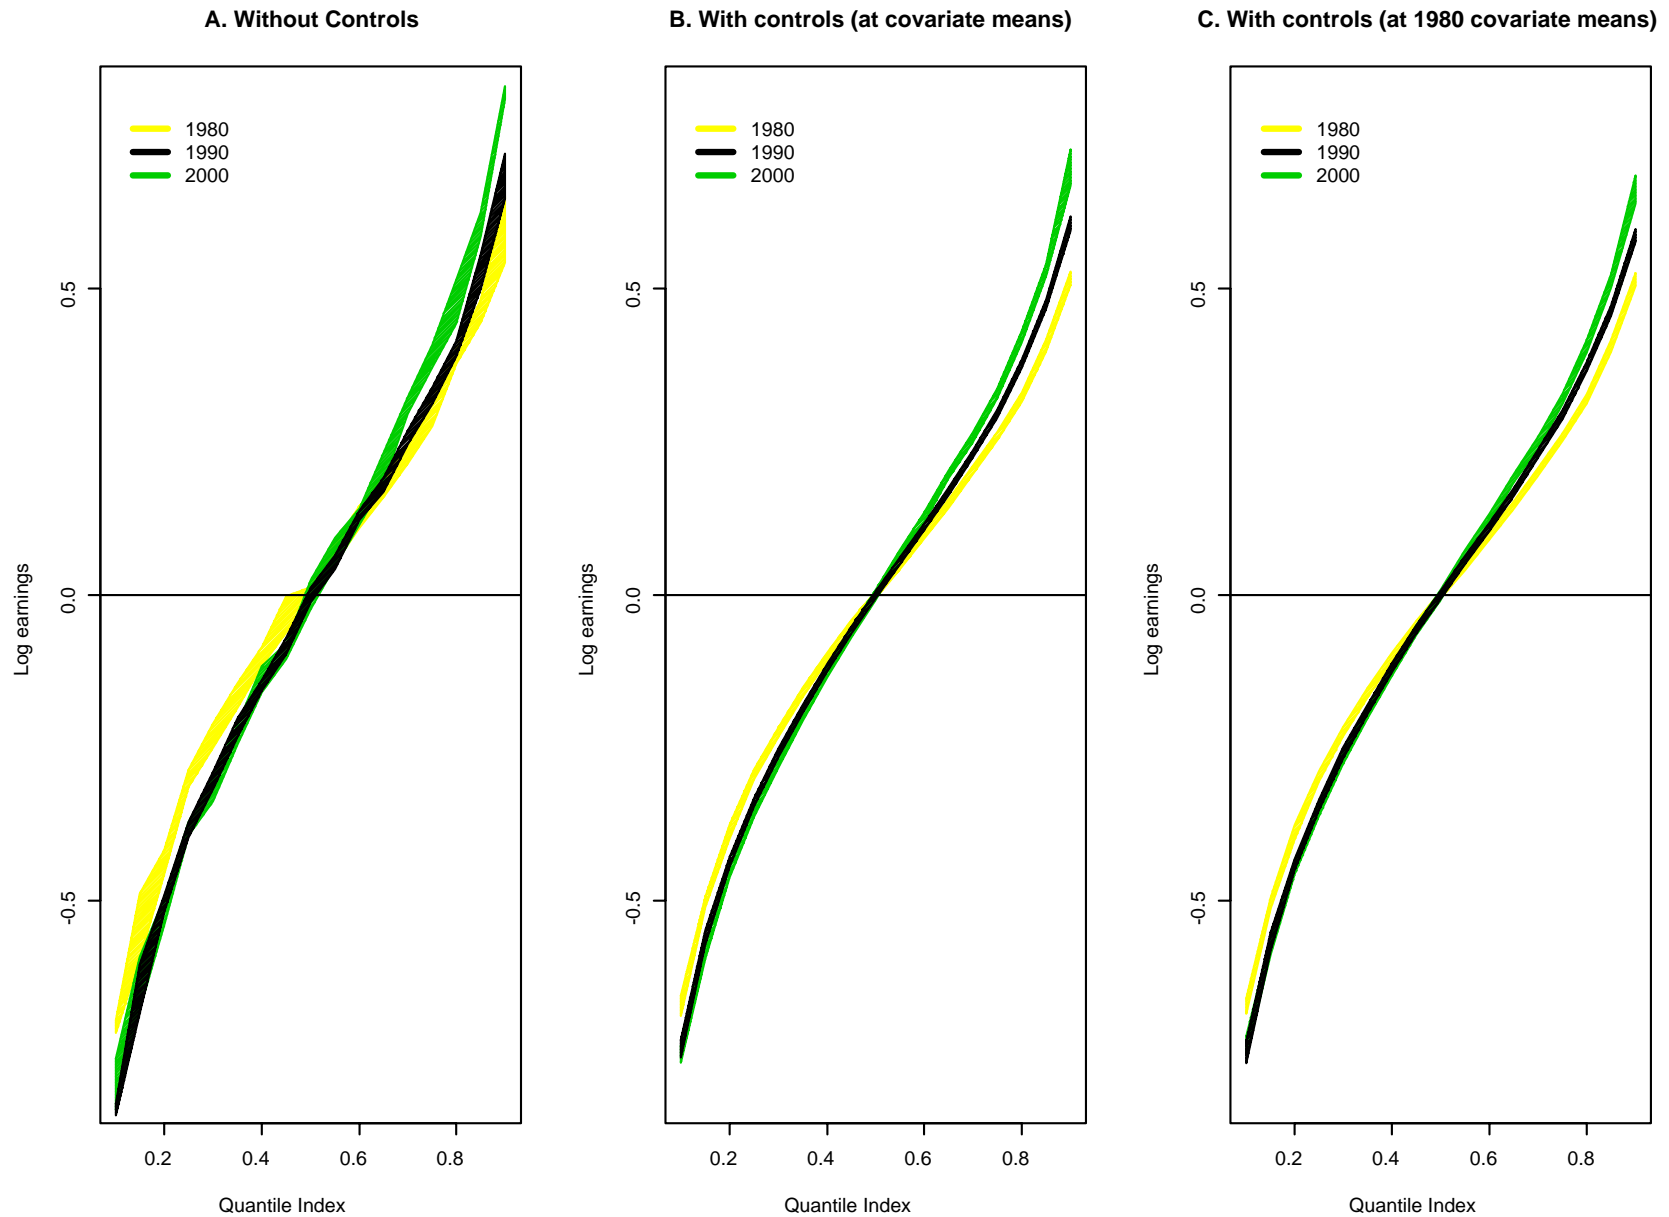 A. Without Controls
1980
1990
2000
0.5
0.0
-0.5
Log earnings
0.2 0.4 0.6 0.8
Quantile Index
B. With controls (at covariate means)
1980
1990
2000
0.5
0.0
-0.5
Log earnings
0.2 0.4 0.6 0.8
Quantile Index
C. With controls (at 1980 covariate means)
1980
1990
2000
0.5
0.0
-0.5
Log earnings
0.2 0.4 0.6 0.8
Quantile Index